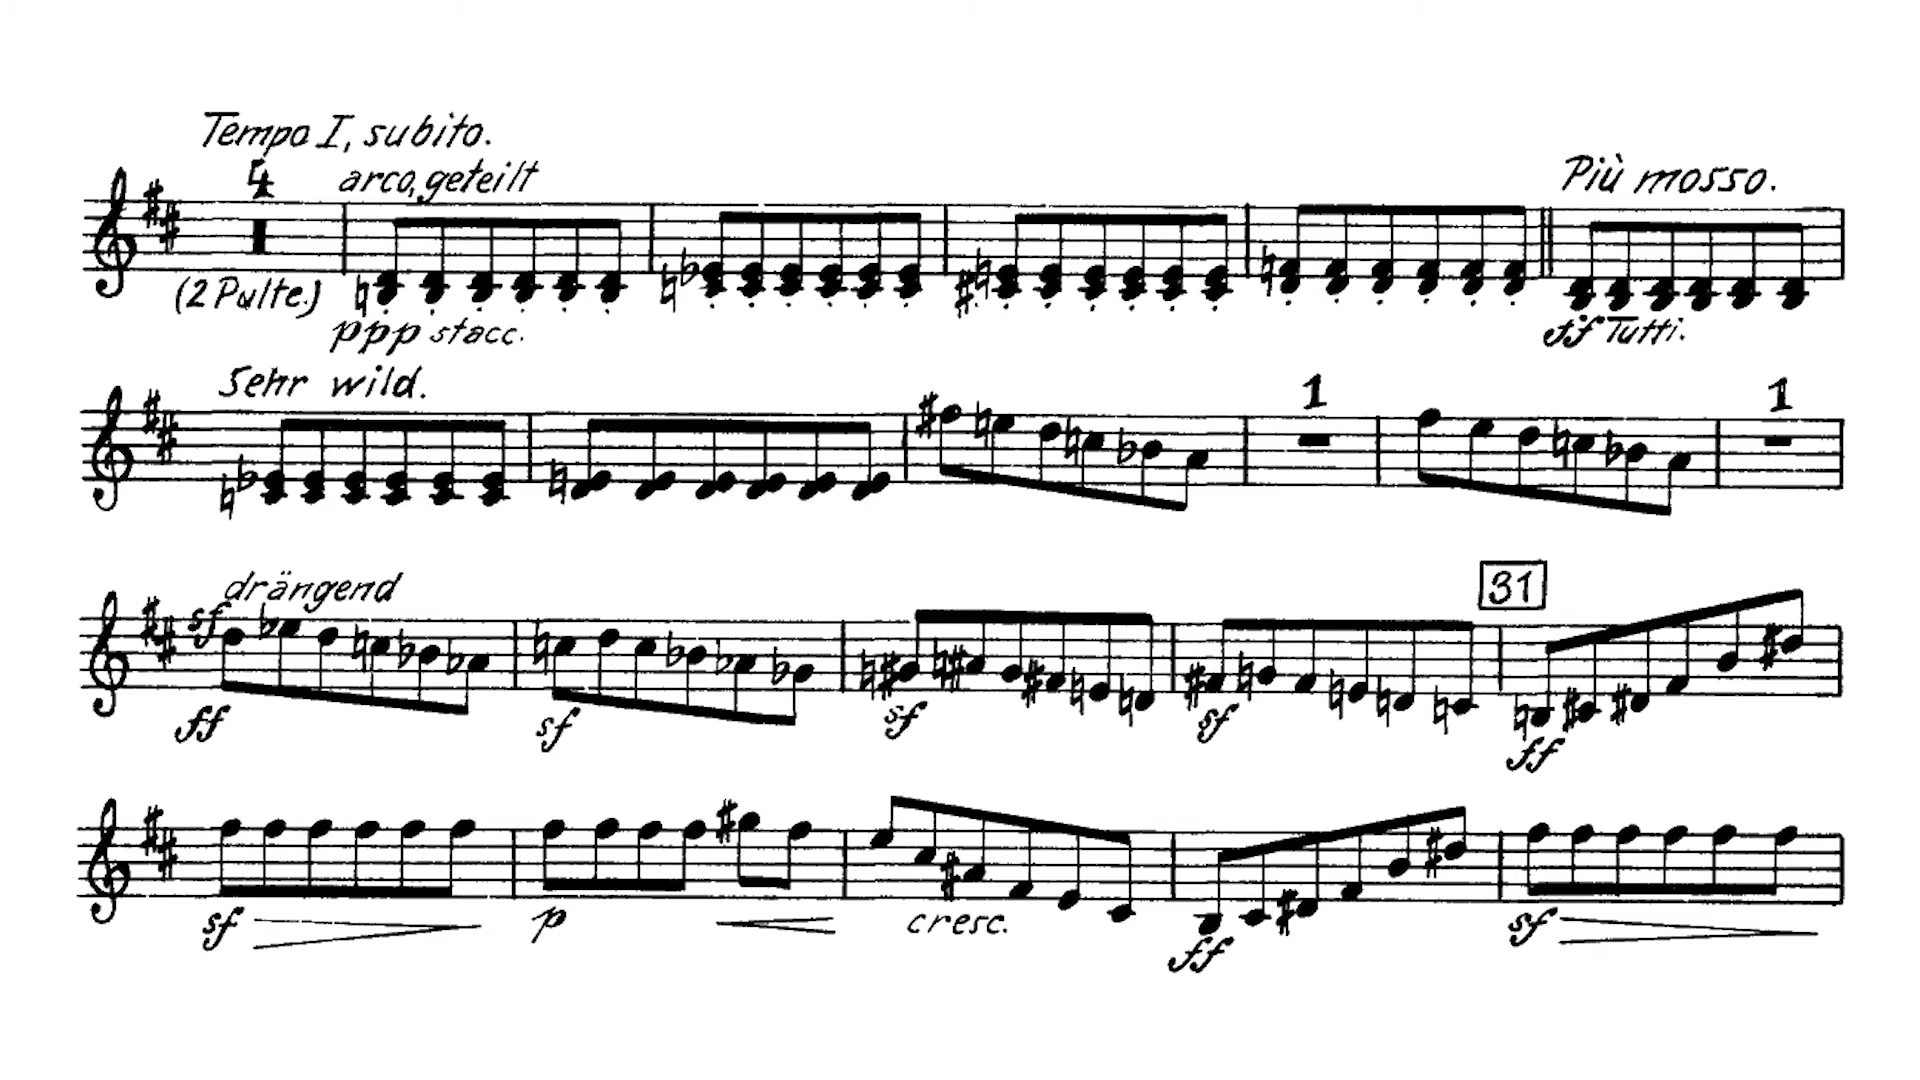 Tempo I, subito.
4 arco, geteilt Più mosso.
(2 Pulte.)
ppp stacc. ff Tutti.
Sehr wild.
1 1
drängend 31
sf
ff sf sf sf ff
sf p cresc. ff sf